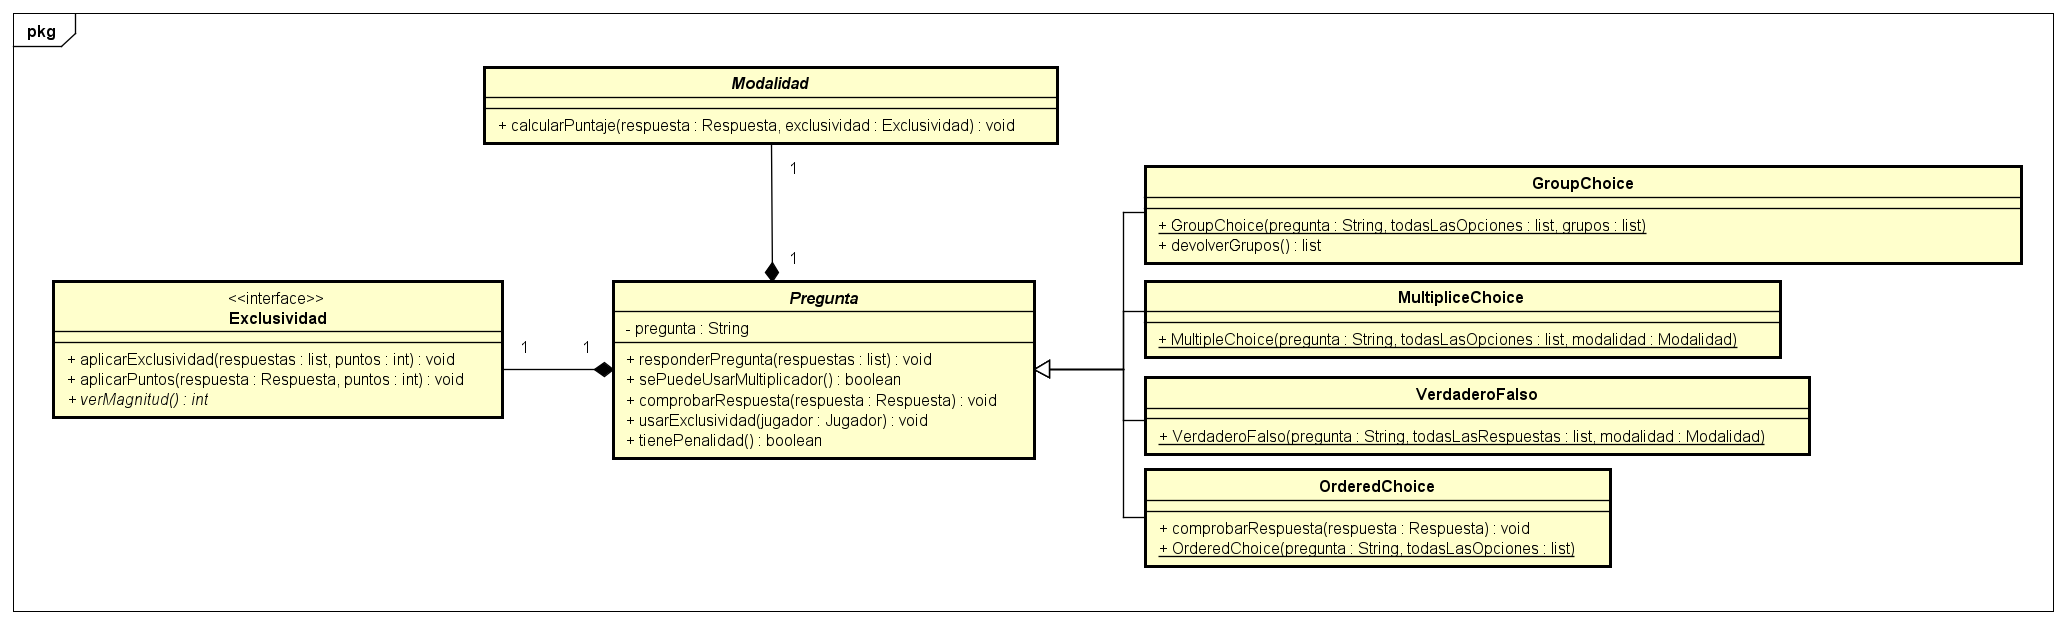 pkg
Modalidad
+ calcularPuntaje(respuesta : Respuesta, exclusividad : Exclusividad) : void
1
1
<<interface>>
Exclusividad
+ aplicarExclusividad(respuestas : list, puntos : int) : void
+ aplicarPuntos(respuesta : Respuesta, puntos : int) : void
+ verMagnitud() : int
1
1
Pregunta
- pregunta : String
+ responderPregunta(respuestas : list) : void
+ sePuedeUsarMultiplicador() : boolean
+ comprobarRespuesta(respuesta : Respuesta) : void
+ usarExclusividad(jugador : Jugador) : void
+ tienePenalidad() : boolean
GroupChoice
+ GroupChoice(pregunta : String, todasLasOpciones : list, grupos : list)
+ devolverGrupos() : list
MultipliceChoice
+ MultipleChoice(pregunta : String, todasLasOpciones : list, modalidad : Modalidad)
VerdaderoFalso
+ VerdaderoFalso(pregunta : String, todasLasRespuestas : list, modalidad : Modalidad)
OrderedChoice
+ comprobarRespuesta(respuesta : Respuesta) : void
+ OrderedChoice(pregunta : String, todasLasOpciones : list)